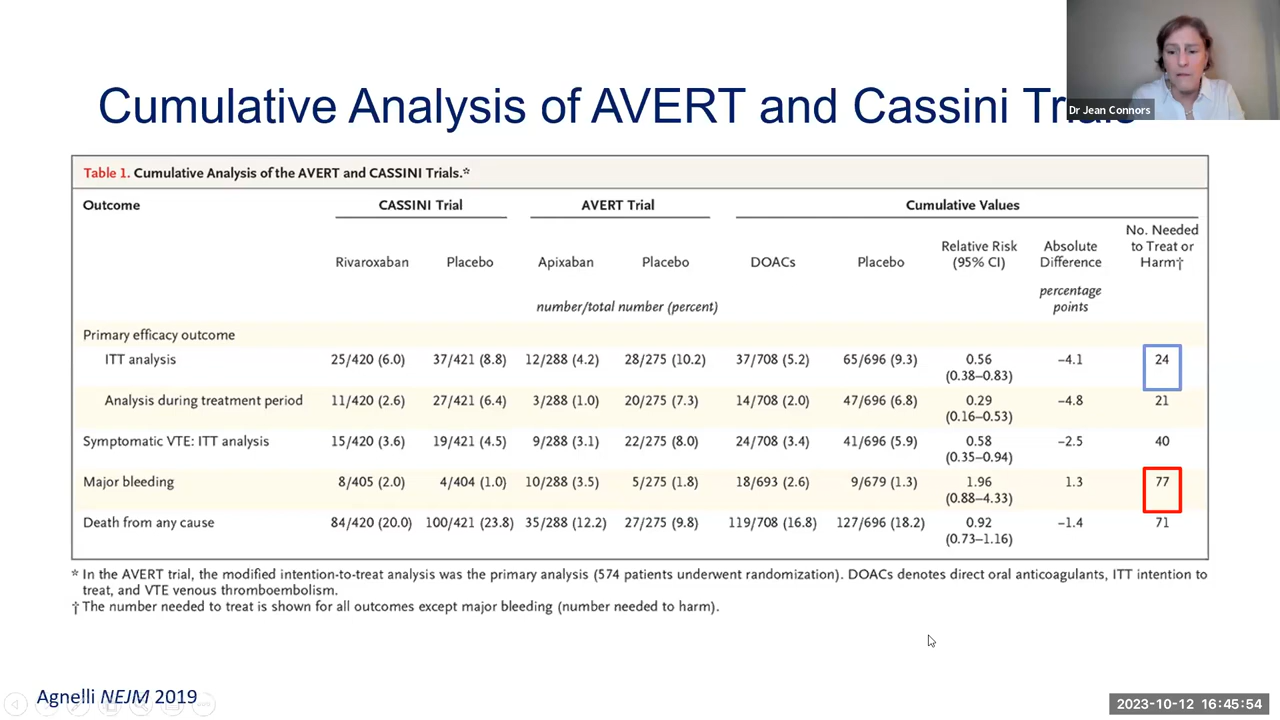 Cumulative Analysis of AVERT and Cassini Trials
Dr Jean Connors
Table 1. Cumulative Analysis of the AVERT and CASSINI Trials.*
Outcome CASSINI Trial AVERT Trial Cumulative Values
Rivaroxaban Placebo Apixaban Placebo DOACs Placebo Relative Risk (95% CI) Absolute Difference No. Needed to Treat or Harm†
number/total number (percent) percentage points
Primary efficacy outcome
ITT analysis 25/420 (6.0) 37/421 (8.8) 12/288 (4.2) 28/275 (10.2) 37/708 (5.2) 65/696 (9.3) 0.56 (0.38–0.83) –4.1 24
Analysis during treatment period 11/420 (2.6) 27/421 (6.4) 3/288 (1.0) 20/275 (7.3) 14/708 (2.0) 47/696 (6.8) 0.29 (0.16–0.53) –4.8 21
Symptomatic VTE: ITT analysis 15/420 (3.6) 19/421 (4.5) 9/288 (3.1) 22/275 (8.0) 24/708 (3.4) 41/696 (5.9) 0.58 (0.35–0.94) –2.5 40
Major bleeding 8/405 (2.0) 4/404 (1.0) 10/288 (3.5) 5/275 (1.8) 18/693 (2.6) 9/679 (1.3) 1.96 (0.88–4.33) 1.3 77
Death from any cause 84/420 (20.0) 100/421 (23.8) 35/288 (12.2) 27/275 (9.8) 119/708 (16.8) 127/696 (18.2) 0.92 (0.73–1.16) –1.4 71
* In the AVERT trial, the modified intention-to-treat analysis was the primary analysis (574 patients underwent randomization). DOACs denotes direct oral anticoagulants, ITT intention to
treat, and VTE venous thromboembolism.
† The number needed to treat is shown for all outcomes except major bleeding (number needed to harm).
Agnelli NEJM 2019
2023-10-12 16:45:54